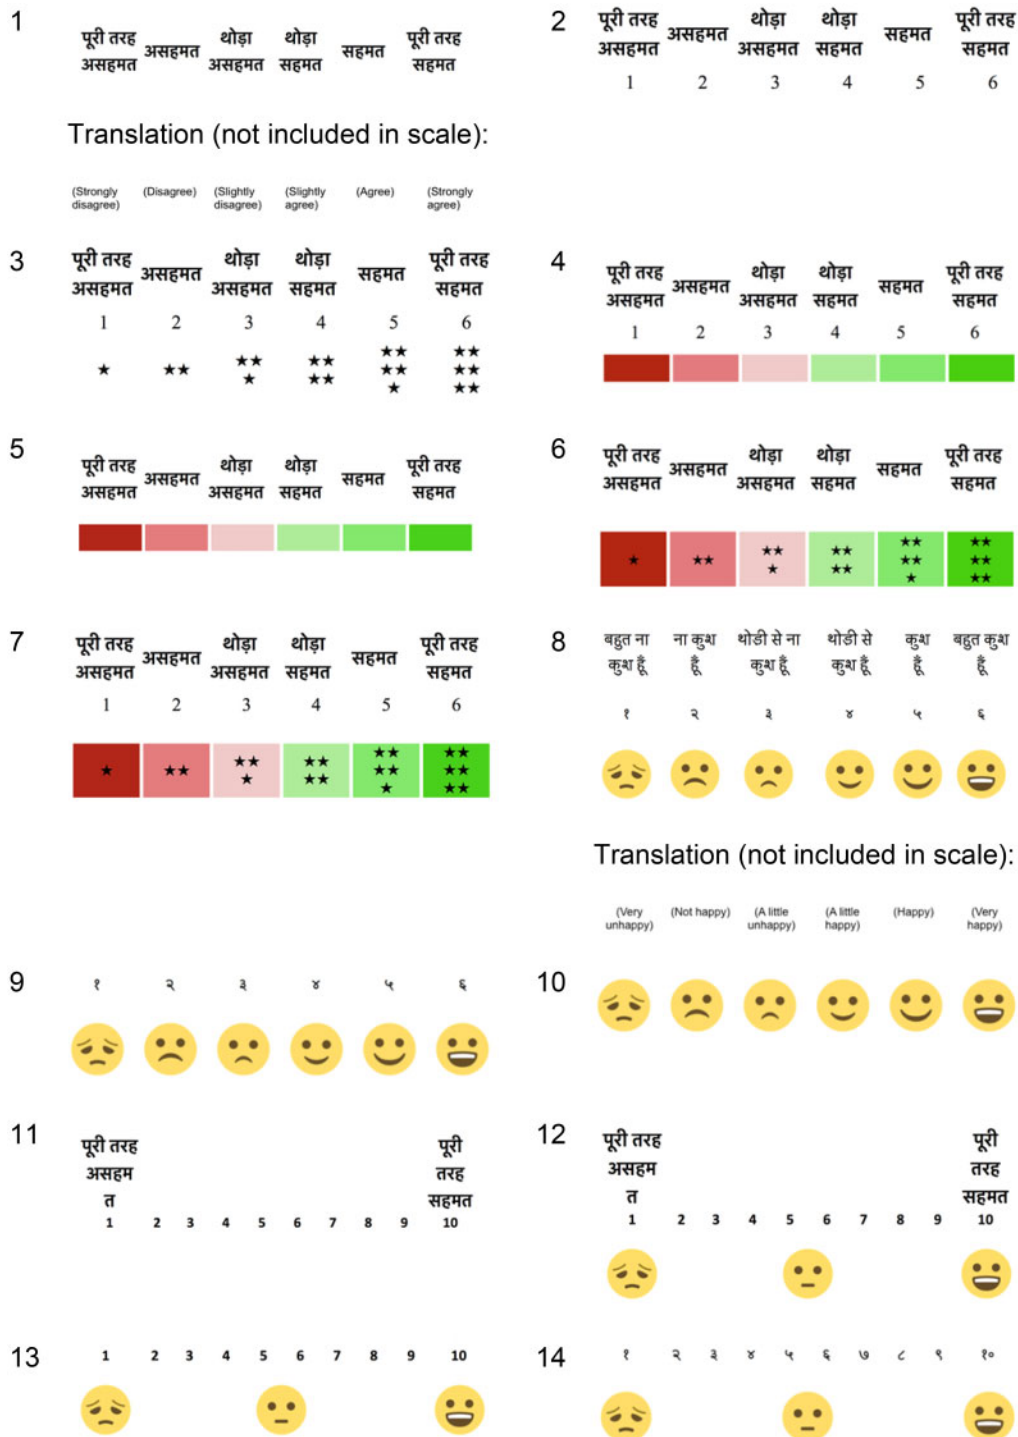 1
पूरी तरह असहमत थोड़ा थोड़ा सहमत पूरी तरह
असहमत असहमत सहमत सहमत
2
पूरी तरह असहमत थोड़ा थोड़ा सहमत पूरी तरह
असहमत असहमत सहमत सहमत
1 2 3 4 5 6
Translation (not included in scale):
(Strongly (Disagree) (Slightly (Slightly (Agree) (Strongly
disagree) disagree) agree) agree)
3
पूरी तरह असहमत थोड़ा थोड़ा सहमत पूरी तरह
असहमत असहमत सहमत सहमत
1 2 3 4 5 6
4
पूरी तरह असहमत थोड़ा थोड़ा सहमत पूरी तरह
असहमत असहमत सहमत सहमत
1 2 3 4 5 6
5
पूरी तरह असहमत थोड़ा थोड़ा सहमत पूरी तरह
असहमत असहमत सहमत सहमत
6
पूरी तरह असहमत थोड़ा थोड़ा सहमत पूरी तरह
असहमत असहमत सहमत सहमत
7
पूरी तरह असहमत थोड़ा थोड़ा सहमत पूरी तरह
असहमत असहमत सहमत सहमत
1 2 3 4 5 6
8
बहुत ना ना कुश थोडी से ना थोडी से कुश बहुत कुश
कुश हूँ हूँ कुश हूँ कुश हूँ हूँ हूँ
१ २ ३ ४ ५ ६
Translation (not included in scale):
(Very (Not happy) (A little (A little (Happy) (Very
unhappy) unhappy) happy) happy)
9
१ २ ३ ४ ५ ६
10
11
पूरी तरह पूरी
असहम तरह
त सहमत
1 2 3 4 5 6 7 8 9 10
12
पूरी तरह पूरी
असहम तरह
त सहमत
1 2 3 4 5 6 7 8 9 10
13
1 2 3 4 5 6 7 8 9 10
14
१ २ ३ ४ ५ ६ ७ ८ ९ १०